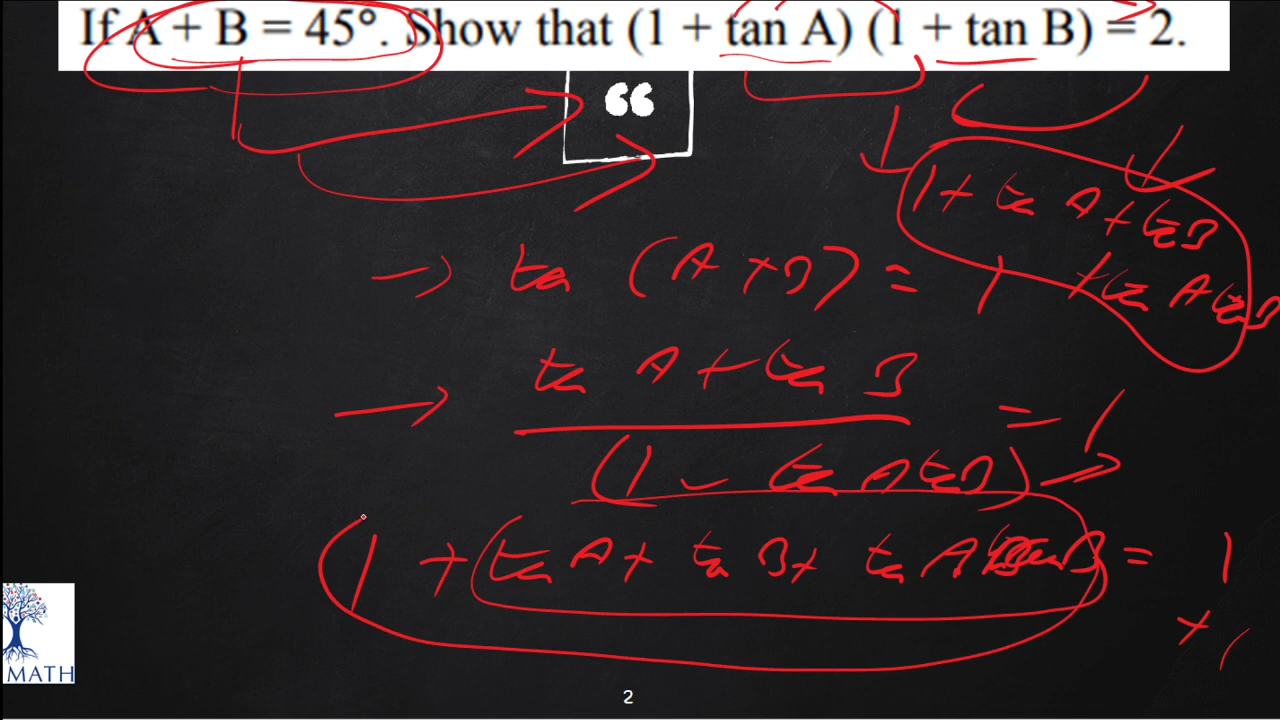 If A + B = 45°. Show that (1 + tan A) (1 + tan B) = 2.
1 + tan A + tan B
+ tan A tan B
→ tan (A + B) = 1
→ tan A + tan B
= 1
(1 - tan A tan B)
1 + tan A + tan B + tan A tan B = 1
+ 1
MATH
2